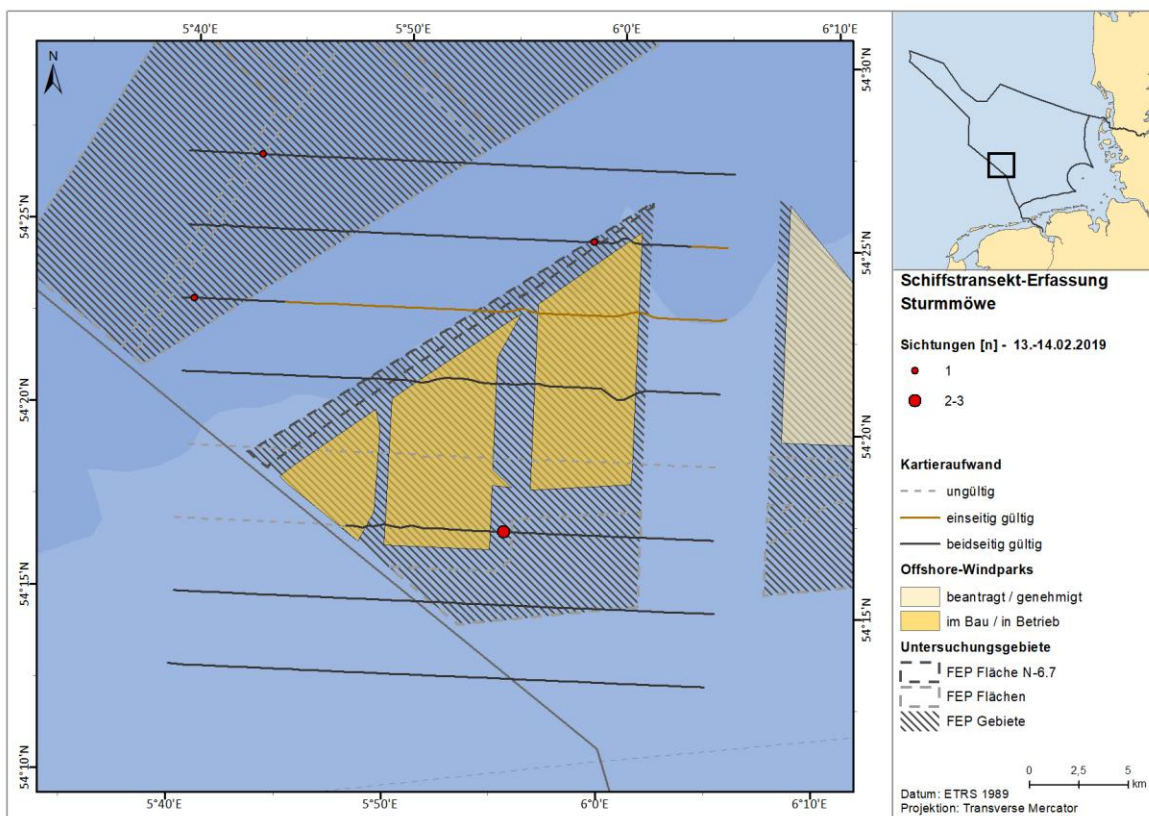 5°40'E
5°50'E
6°0'E
6°10'E
N
54°30'N
54°25'N
54°25'N
54°20'N
54°20'N
54°15'N
54°15'N
54°10'N
5°40'E
5°50'E
6°0'E
6°10'E
Schiffstransekt-Erfassung
Sturmmöwe
Sichtungen [n] - 13.-14.02.2019
1
2-3
Kartieraufwand
ungültig
einseitig gültig
beidseitig gültig
Offshore-Windparks
beantragt / genehmigt
im Bau / in Betrieb
Untersuchungsgebiete
FEP Fläche N-6.7
FEP Flächen
FEP Gebiete
0 2,5 5
km
Datum: ETRS 1989
Projektion: Transverse Mercator